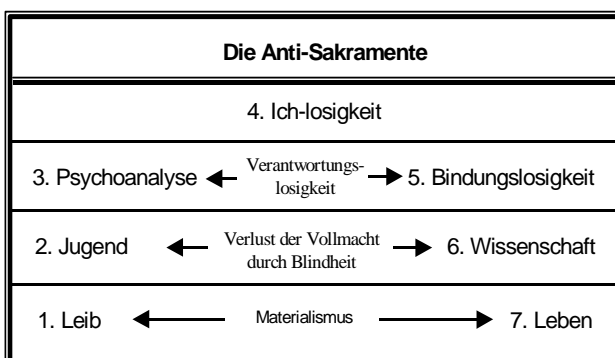 Die Anti-Sakramente
4. Ich-losigkeit
3. Psychoanalyse Verantwortungs-losigkeit 5. Bindungslosigkeit
2. Jugend Verlust der Vollmacht durch Blindheit 6. Wissenschaft
1. Leib Materialismus 7. Leben